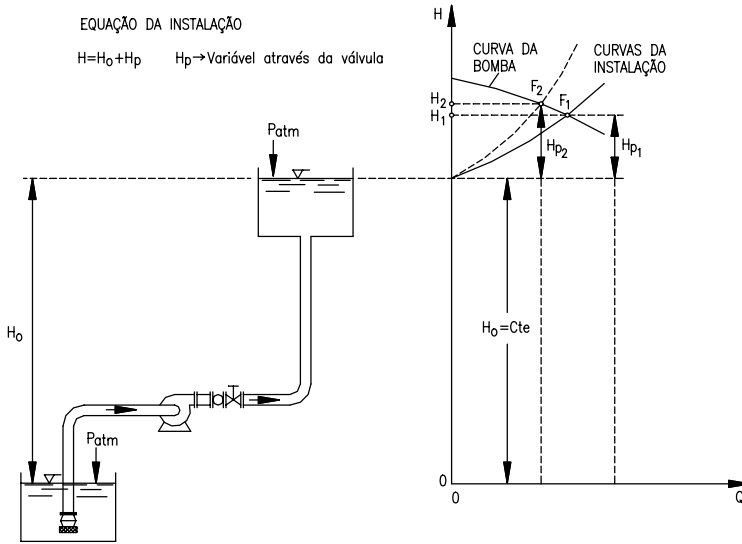 EQUAÇÃO DA INSTALAÇÃO
H=Ho+Hp Hp→Variável através da válvula
Patm
Ho
Patm
H
CURVA DA
BOMBA
CURVAS DA
INSTALAÇÃO
F2
F1
H2
H1
Hp2
Hp1
Ho=Cte
0
0
Q